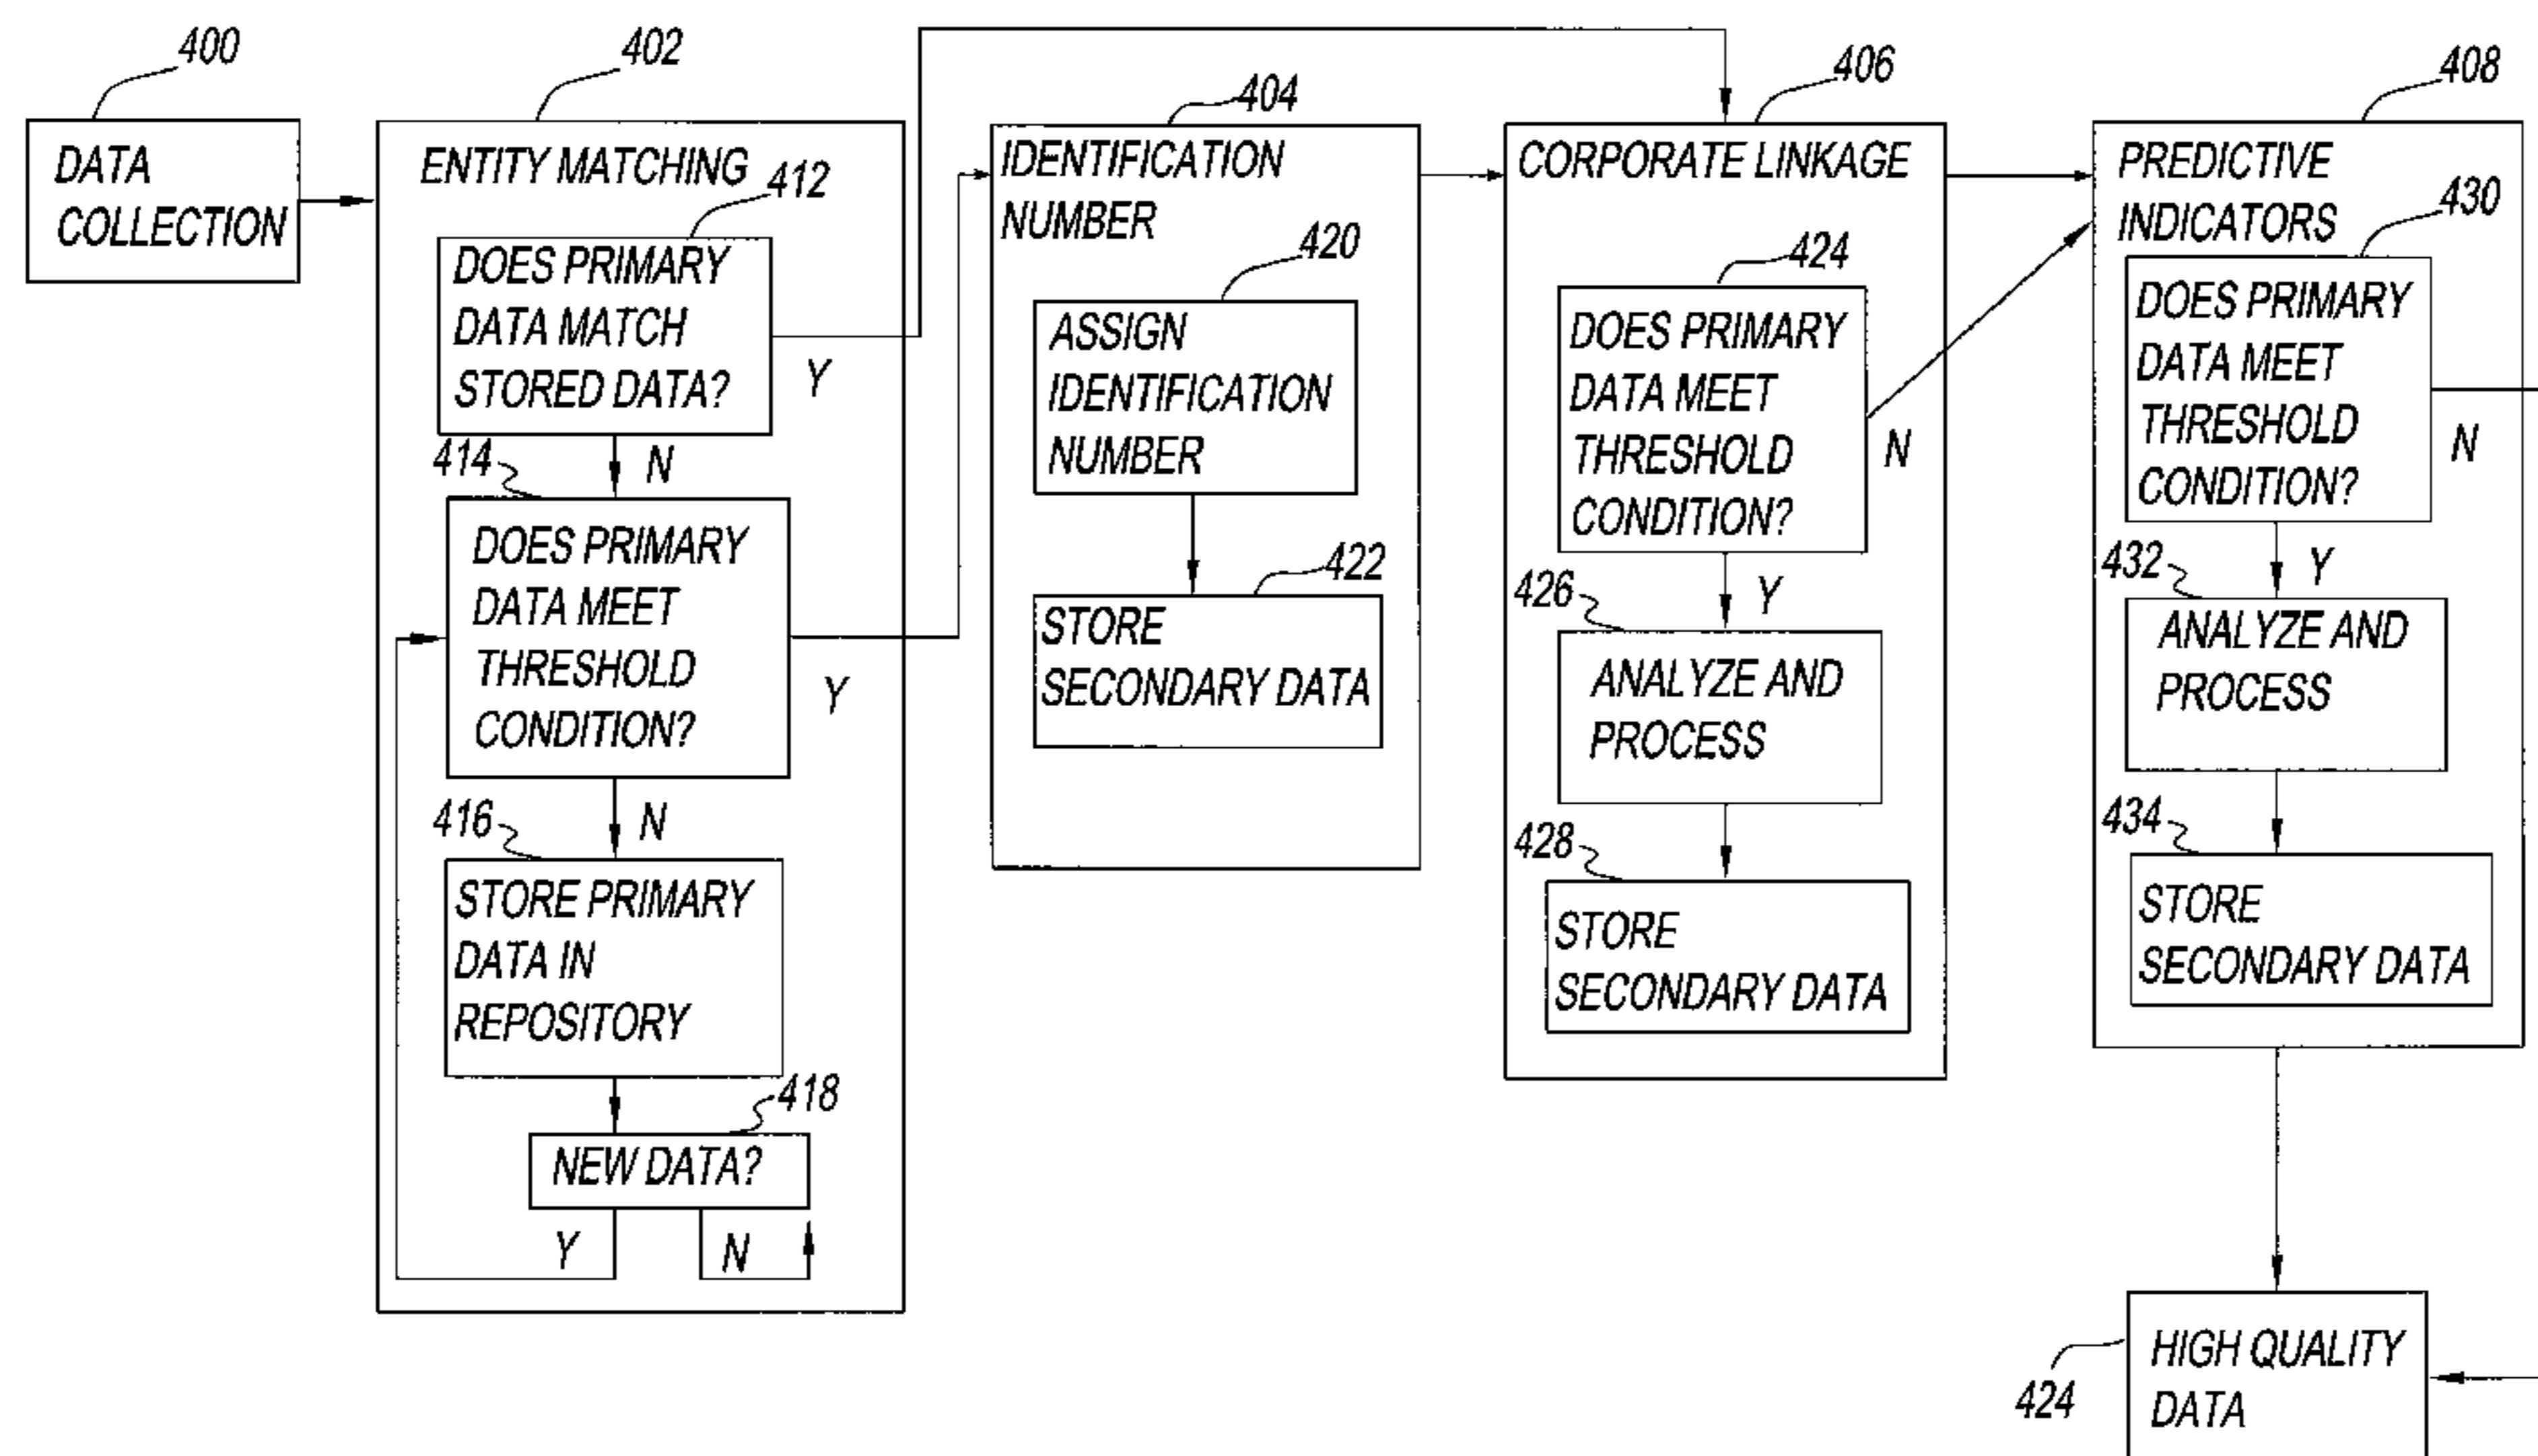 400
DATA
COLLECTION
402
ENTITY MATCHING
412
DOES PRIMARY
DATA MATCH
STORED DATA?
Y
N
414
DOES PRIMARY
DATA MEET
THRESHOLD
CONDITION?
Y
N
416
STORE PRIMARY
DATA IN
REPOSITORY
418
NEW DATA?
Y
N
404
IDENTIFICATION
NUMBER
420
ASSIGN
IDENTIFICATION
NUMBER
422
STORE
SECONDARY DATA
406
CORPORATE LINKAGE
424
DOES PRIMARY
DATA MEET
THRESHOLD
CONDITION?
N
Y
426
ANALYZE AND
PROCESS
428
STORE
SECONDARY DATA
408
PREDICTIVE
INDICATORS
430
DOES PRIMARY
DATA MEET
THRESHOLD
CONDITION?
N
Y
432
ANALYZE AND
PROCESS
434
STORE
SECONDARY DATA
424
HIGH QUALITY
DATA